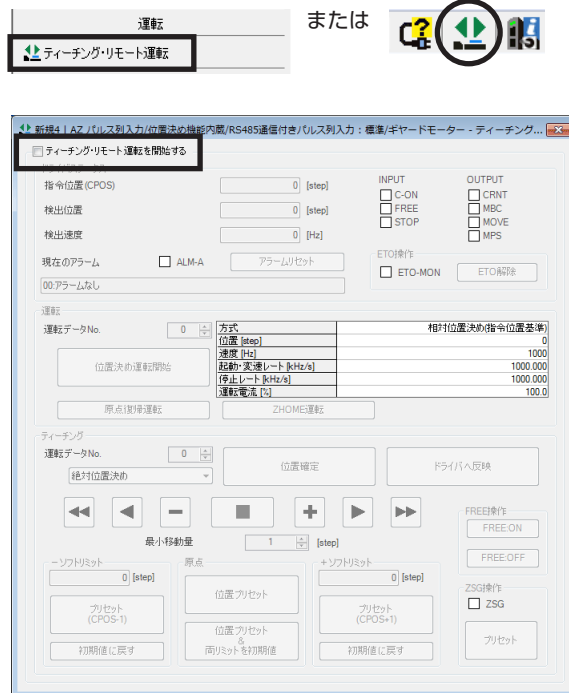 運転
ティーチング・リモート運転
または
新規4 | AZ パルス列入力/位置決め機能内蔵/RS485通信付きパルス列入力 : 標準/ギヤードモーター - ティーチング...
ティーチング・リモート運転を開始する
指令位置(CPOS)
0 [step]
検出位置
0 [step]
検出速度
0 [Hz]
INPUT
C-ON
FREE
STOP
OUTPUT
CRNT
MBC
MOVE
MPS
現在のアラーム
ALM-A
アラームリセット
00:アラームなし
ETO操作
ETO-MON
ETO解除
運転
運転データNo.
0
方式 相対位置決め(指令位置基準)
位置 [step] 0
速度 [Hz] 1000
起動・変速レート [kHz/s] 1000.000
停止レート [kHz/s] 1000.000
運転電流 [%] 100.0
位置決め運転開始
原点復帰運転
ZHOME運転
ティーチング
運転データNo.
0
絶対位置決め
位置確定
ドライバへ反映
最小移動量
1 [step]
FREE操作
FREE:ON
FREE:OFF
-ソフトリミット
0 [step]
プリセット
(CPOS-1)
初期値に戻す
原点
位置プリセット
位置プリセット
&
両リミットを初期値
+ソフトリミット
0 [step]
プリセット
(CPOS+1)
初期値に戻す
ZSG操作
ZSG
プリセット